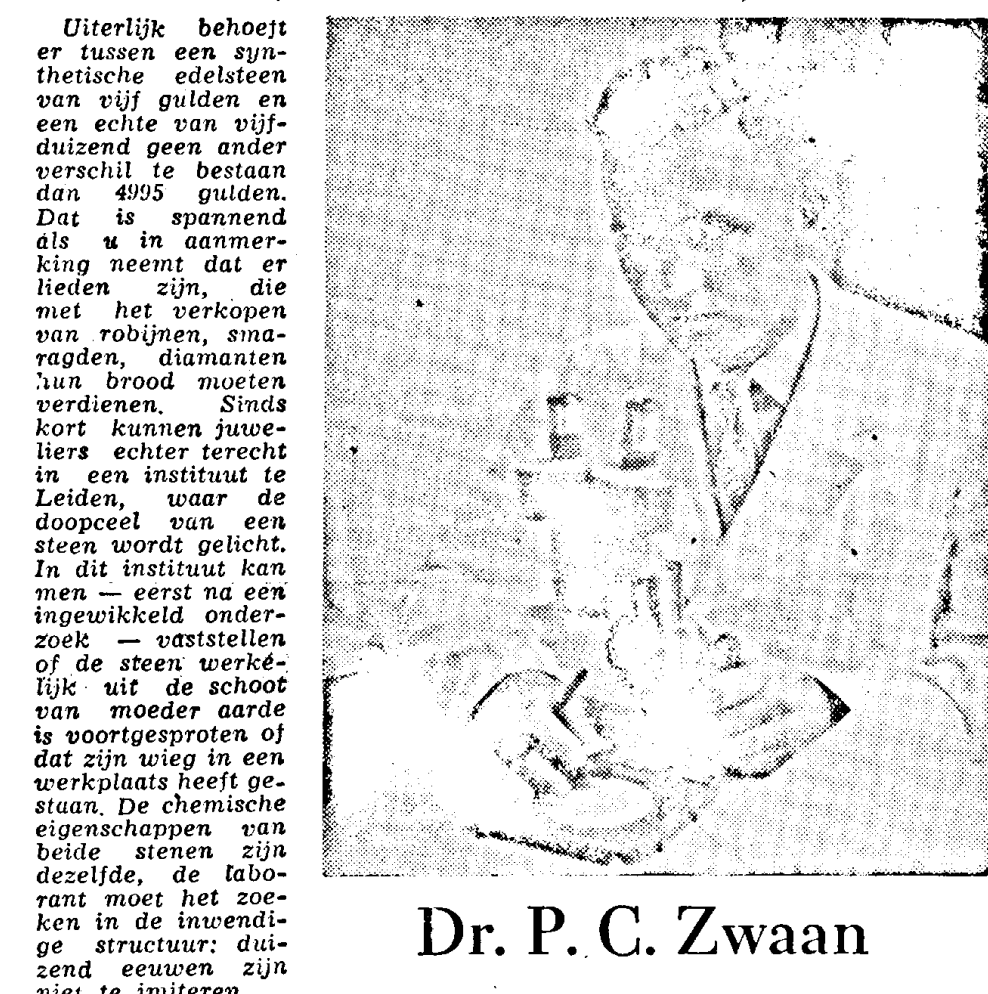 Uiterlijk behoeft
er tussen een syn-
thetische edelsteen
van vijf gulden en
een echte van vijf-
duizend geen ander
verschil te bestaan
dan 4995 gulden.
Dat is spannend
als u in aanmer-
king neemt dat er
lieden zijn, die
met het verkopen
van robijnen, sma-
ragden, diamanten
hun brood moeten
verdienen. Sinds
kort kunnen juwe-
liers echter terecht
in een instituut te
Leiden, waar de
doopceel van een
steen wordt gelicht.
In dit instituut kan
men — eerst na een
ingewikkeld onder-
zoek — vaststellen
of de steen werke-
lijk uit de schoot
van moeder aarde
is voortgesproten of
dat zijn wieg in een
werkplaats heeft ge-
staan. De chemische
eigenschappen van
beide stenen zijn
dezelfde, de labo-
rant moet het zoe-
ken in de inwendi-
ge structuur: dui-
zend eeuwen zijn
niet te imiteren
Dr. P. C. Zwaan